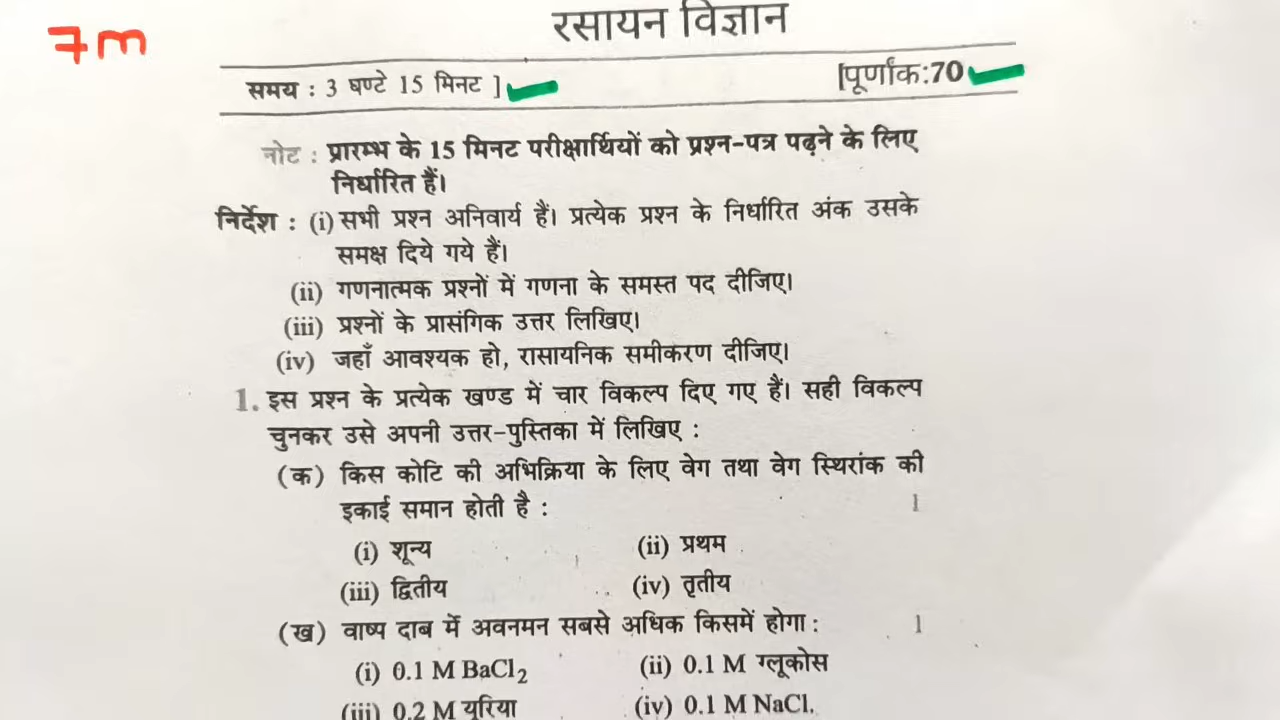 7m
रसायन विज्ञान
समय : 3 घण्टे 15 मिनट ]
[पूर्णांक:70
नोट : प्रारम्भ के 15 मिनट परीक्षार्थियों को प्रश्न-पत्र पढ़ने के लिए
निर्धारित हैं।
निर्देश : (i) सभी प्रश्न अनिवार्य हैं। प्रत्येक प्रश्न के निर्धारित अंक उसके
समक्ष दिये गये हैं।
(ii) गणनात्मक प्रश्नों में गणना के समस्त पद दीजिए।
(iii) प्रश्नों के प्रासंगिक उत्तर लिखिए।
(iv) जहाँ आवश्यक हो, रासायनिक समीकरण दीजिए।
1. इस प्रश्न के प्रत्येक खण्ड में चार विकल्प दिए गए हैं। सही विकल्प
चुनकर उसे अपनी उत्तर-पुस्तिका में लिखिए :
(क) किस कोटि की अभिक्रिया के लिए वेग तथा वेग स्थिरांक की
इकाई समान होती है : 1
(i) शून्य (ii) प्रथम
(iii) द्वितीय (iv) तृतीय
(ख) वाष्प दाब में अवनमन सबसे अधिक किसमें होगा : 1
(i) 0.1 M BaCl₂ (ii) 0.1 M ग्लूकोस
(iii) 0.2 M यूरिया (iv) 0.1 M NaCl.